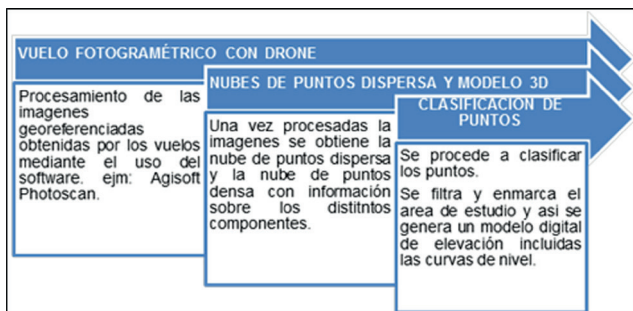 VUELO FOTOGRAMÉTRICO CON DRONE
Procesamiento de las
imagenes
georeferenciadas
obtenidas por los vuelos
mediante el uso del
software. ejm: Agisoft
Photoscan.
NUBES DE PUNTOS DISPERSA Y MODELO 3D
Una vez procesadas la
imagenes se obtiene la
nube de puntos dispersa
y la nube de puntos
densa con información
sobre los distitntos
componentes.
CLASIFICACION DE
PUNTOS
Se procede a clasificar
los puntos.
Se filtra y enmarca el
area de estudio y asi se
genera un modelo digital
de elevación incluidas
las curvas de nivel.